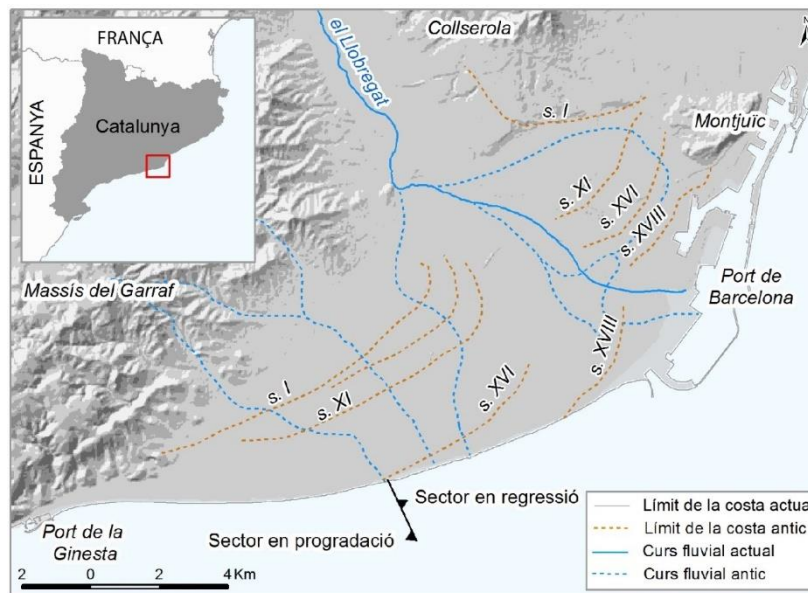 FRANÇA
ESPANYA
Catalunya
el Llobregat
Collserola
N
Montjuïc
s. I
s. XI
s. XVI
s. XVIII
Massís del Garraf
Port de
Barcelona
s. I
s. XI
s. XVI
s. XVIII
Sector en regressió
Sector en progradació
Port de la
Ginesta
2 0 2 4 Km
Límit de la costa actual
Límit de la costa antic
Curs fluvial actual
Curs fluvial antic